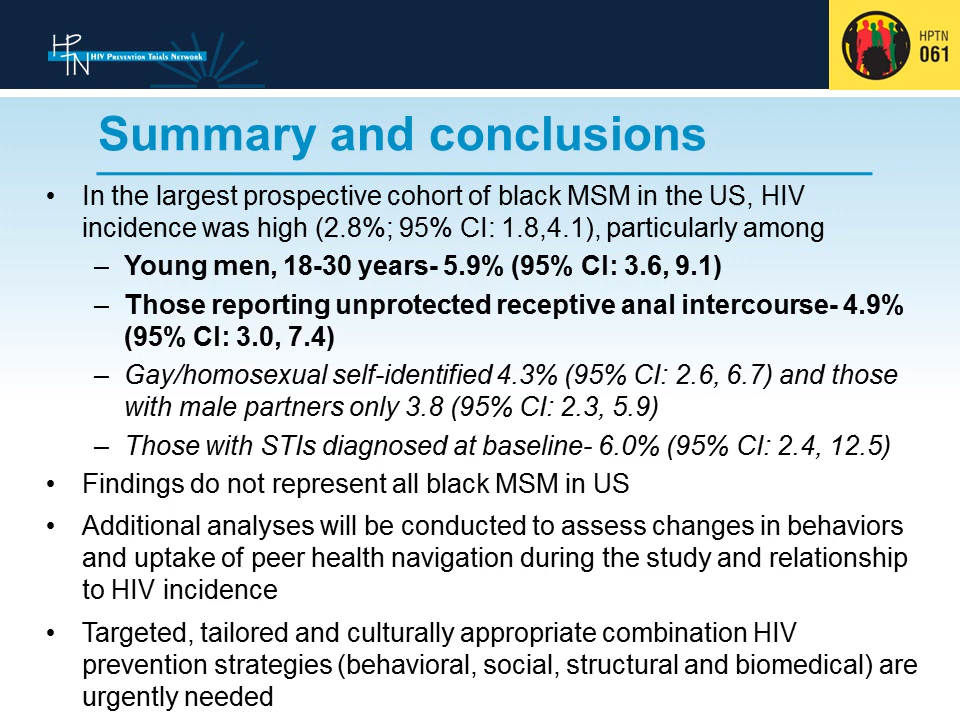 HPTN
HIV PREVENTION TRIALS NETWORK
HPTN
061
Summary and conclusions
• In the largest prospective cohort of black MSM in the US, HIV
incidence was high (2.8%; 95% CI: 1.8,4.1), particularly among
– Young men, 18-30 years- 5.9% (95% CI: 3.6, 9.1)
– Those reporting unprotected receptive anal intercourse- 4.9%
(95% CI: 3.0, 7.4)
– Gay/homosexual self-identified 4.3% (95% CI: 2.6, 6.7) and those
with male partners only 3.8 (95% CI: 2.3, 5.9)
– Those with STIs diagnosed at baseline- 6.0% (95% CI: 2.4, 12.5)
• Findings do not represent all black MSM in US
• Additional analyses will be conducted to assess changes in behaviors
and uptake of peer health navigation during the study and relationship
to HIV incidence
• Targeted, tailored and culturally appropriate combination HIV
prevention strategies (behavioral, social, structural and biomedical) are
urgently needed